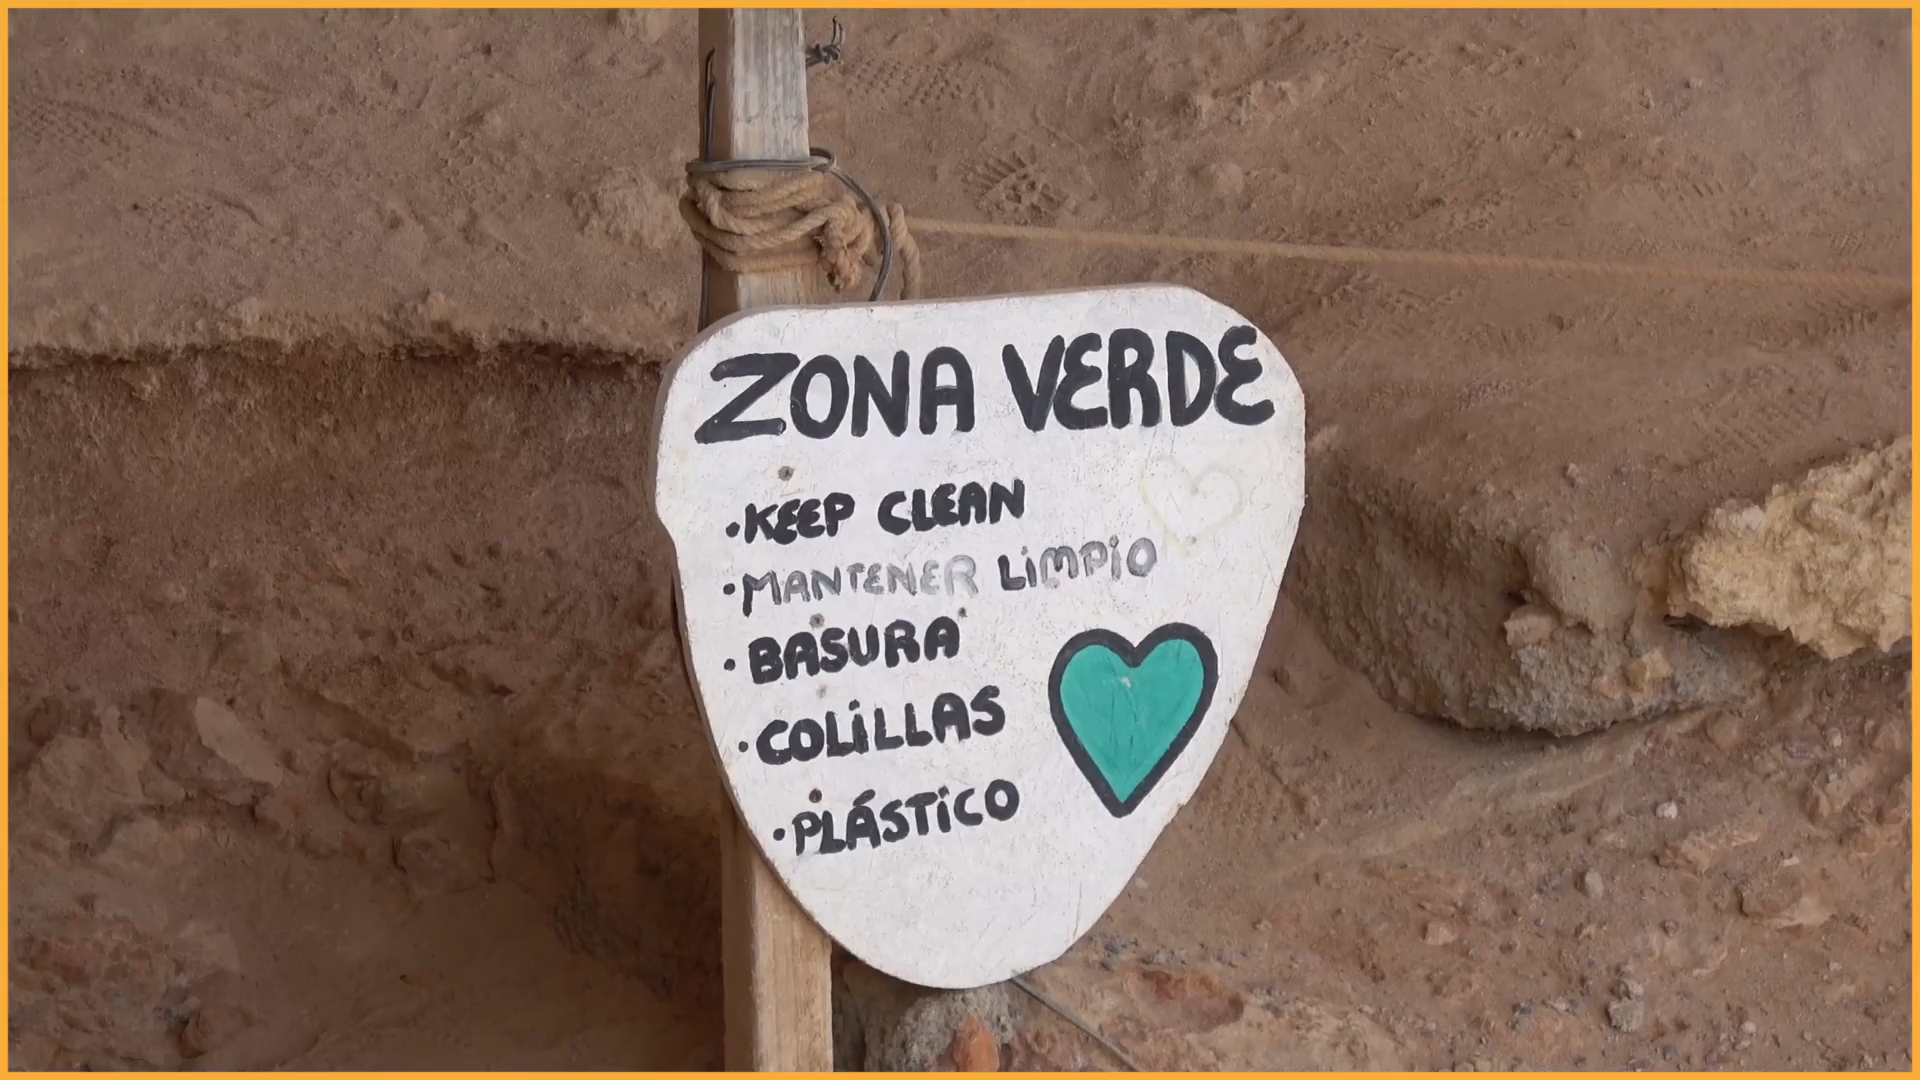 ZONA VERDE
·KEEP CLEAN
·MANTENER LiMPiO
·BASURA
·COLiLLAS
·PLÁSTiCO